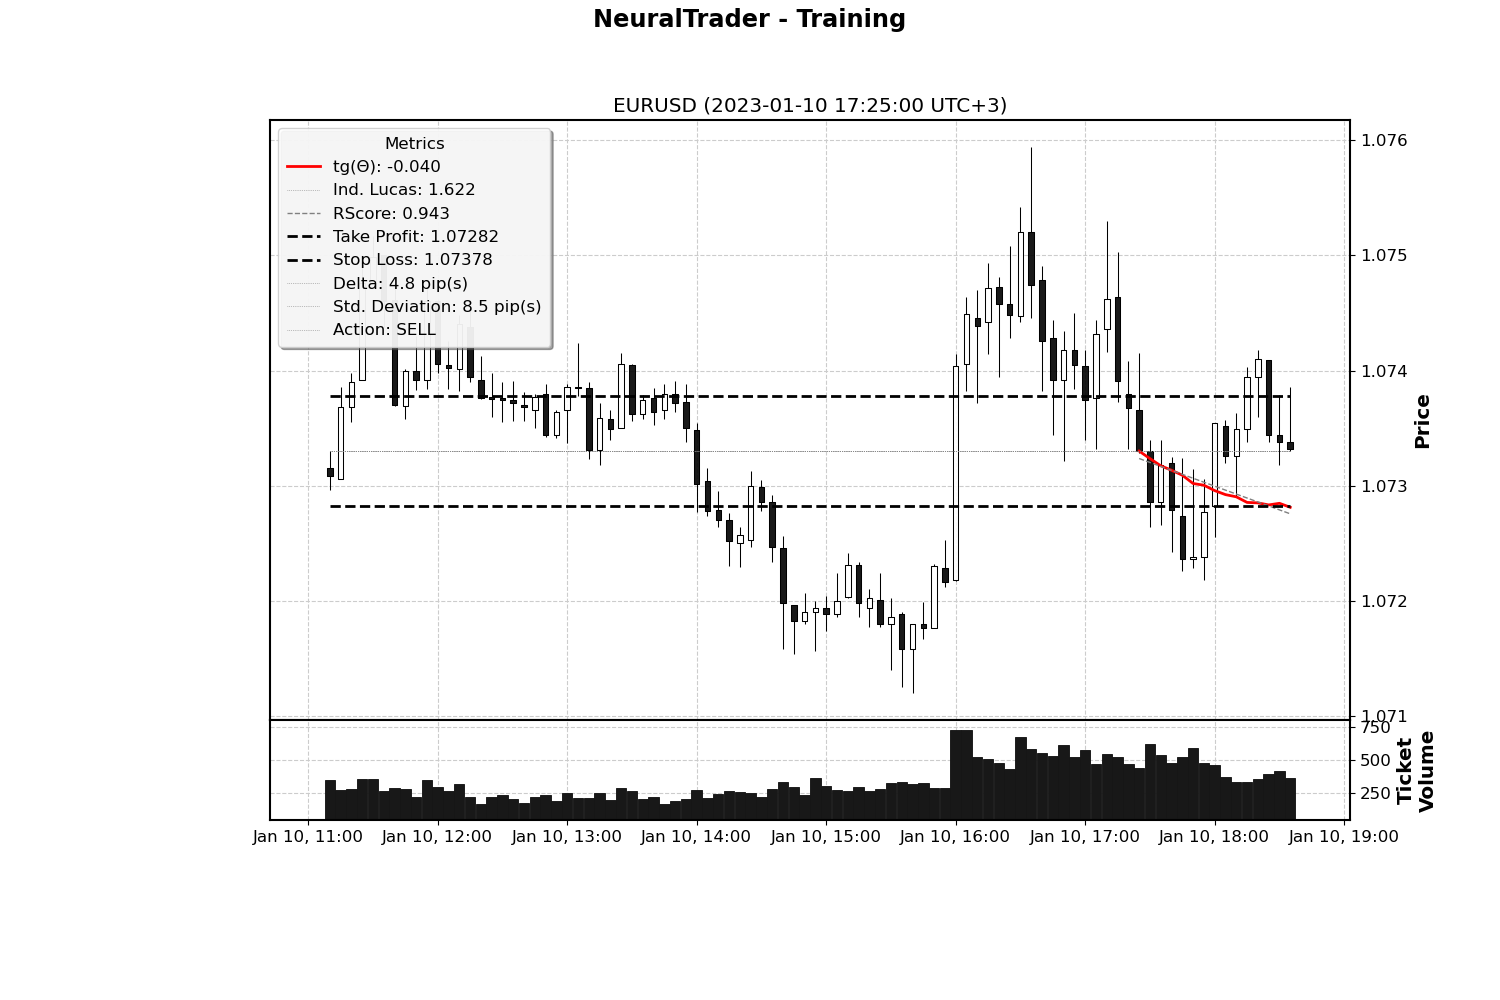 NeuralTrader - Training
EURUSD (2023-01-10 17:25:00 UTC+3)
Metrics
tg(Θ): -0.040
Ind. Lucas: 1.622
RScore: 0.943
Take Profit: 1.07282
Stop Loss: 1.07378
Delta: 4.8 pip(s)
Std. Deviation: 8.5 pip(s)
Action: SELL
1.076
1.075
1.074
1.073
1.072
1.071
Price
750
500
250
Ticket
Volume
Jan 10, 11:00
Jan 10, 12:00
Jan 10, 13:00
Jan 10, 14:00
Jan 10, 15:00
Jan 10, 16:00
Jan 10, 17:00
Jan 10, 18:00
Jan 10, 19:00